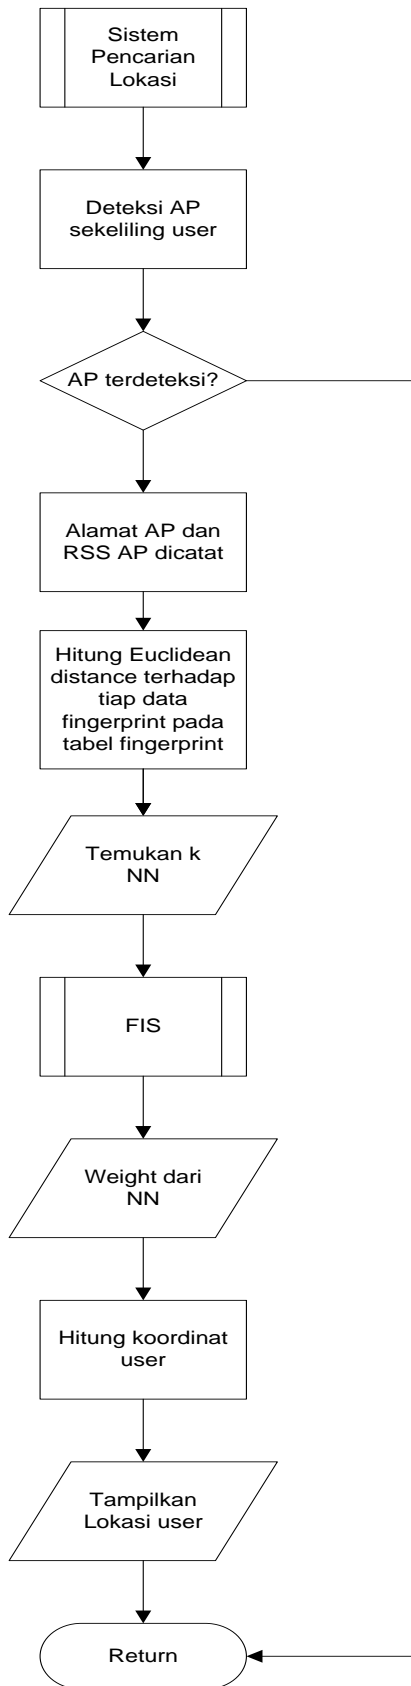 Sistem
Pencarian
Lokasi
Deteksi AP
sekeliling user
AP terdeteksi?
Alamat AP dan
RSS AP dicatat
Hitung Euclidean
distance terhadap
tiap data
fingerprint pada
tabel fingerprint
Temukan k
NN
FIS
Weight dari
NN
Hitung koordinat
user
Tampilkan
Lokasi user
Return